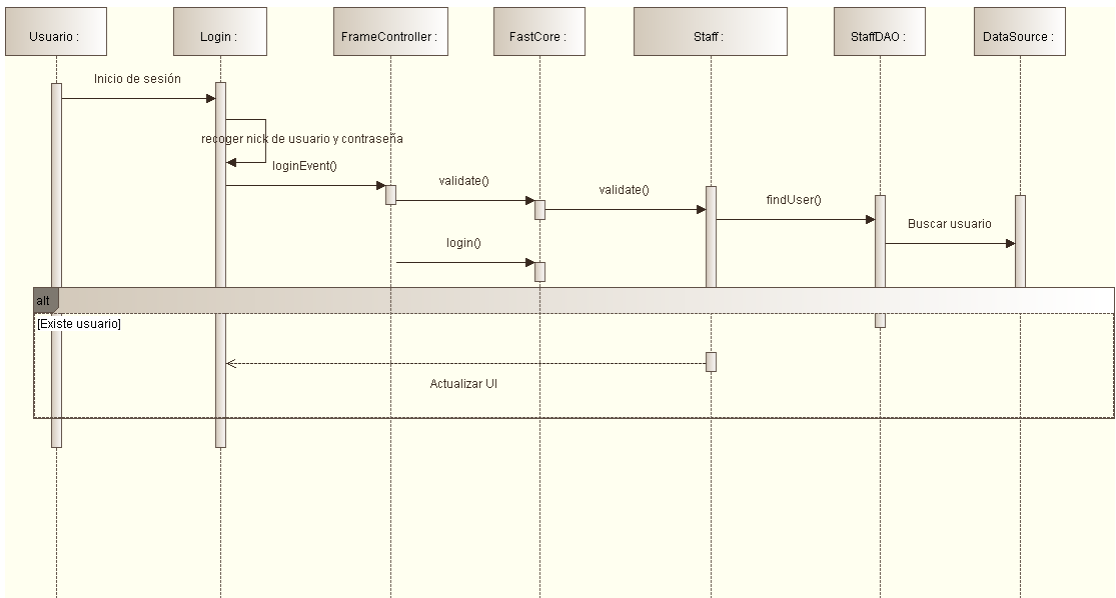 Usuario :
Login :
FrameController :
FastCore :
Staff :
StaffDAO :
DataSource :
Inicio de sesión
recoger nick de usuario y contraseña
loginEvent()
validate()
validate()
findUser()
Buscar usuario
login()
alt
[Existe usuario]
Actualizar UI